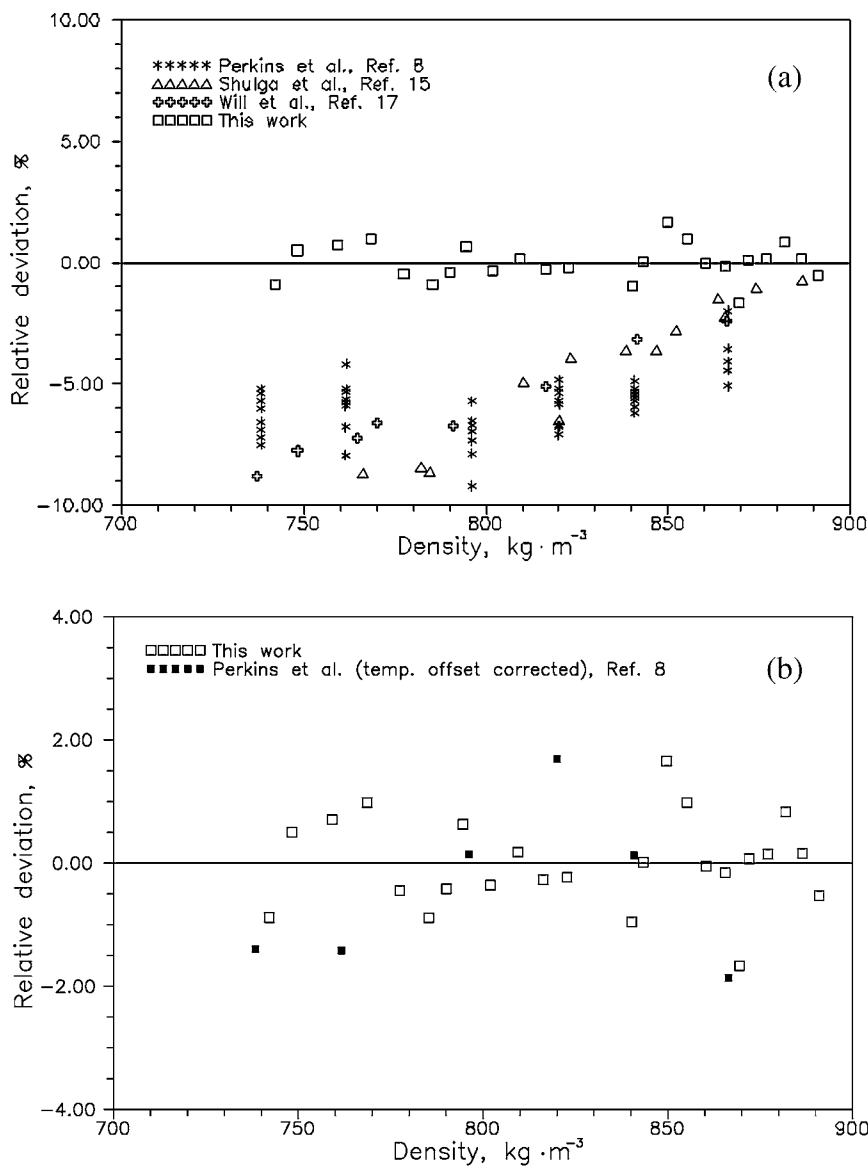 10.00
Perkins et al., Ref. 8
Shulga et al., Ref. 15
Will et al., Ref. 17
This work
(a)
5.00
0.00
−5.00
−10.00
Relative deviation, %
700
750
800
850
900
Density, kg·m⁻³
4.00
This work
Perkins et al. (temp. offset corrected), Ref. 8
(b)
2.00
0.00
−2.00
−4.00
Relative deviation, %
700
750
800
850
900
Density, kg·m⁻³